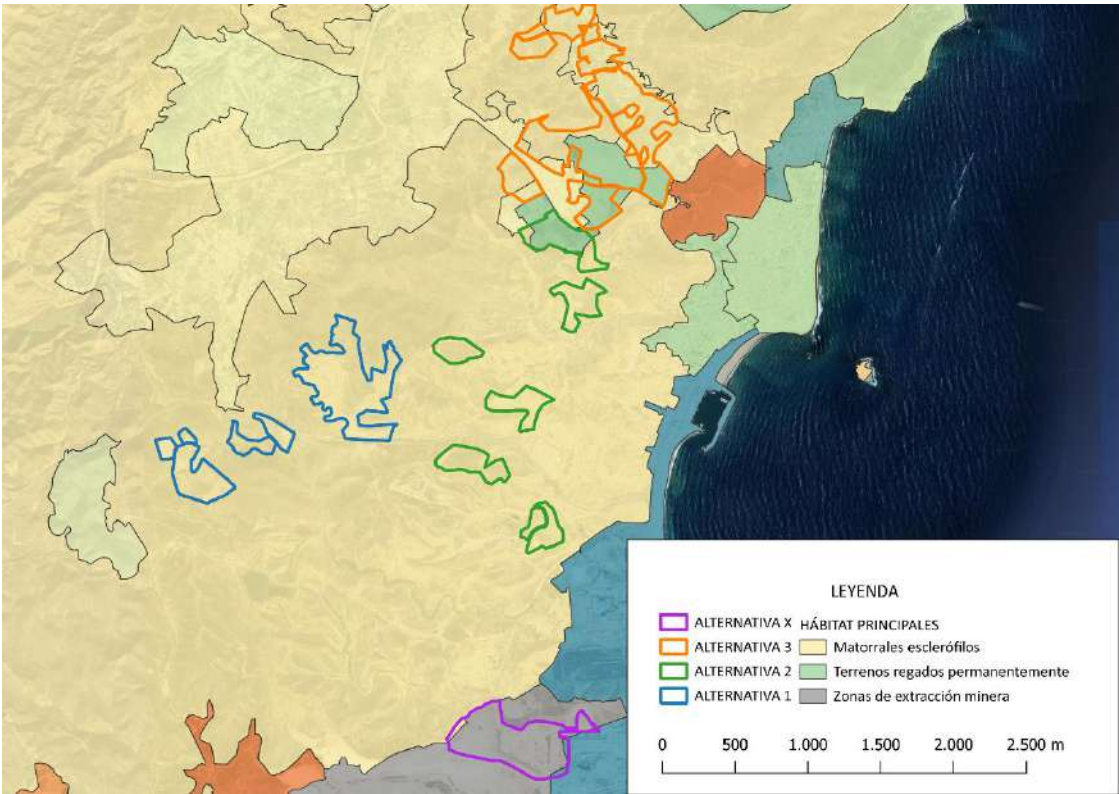 LEYENDA
ALTERNATIVA X HÁBITAT PRINCIPALES
ALTERNATIVA 3 Matorrales esclerófilos
ALTERNATIVA 2 Terrenos regados permanentemente
ALTERNATIVA 1 Zonas de extracción minera
0 500 1.000 1.500 2.000 2.500 m